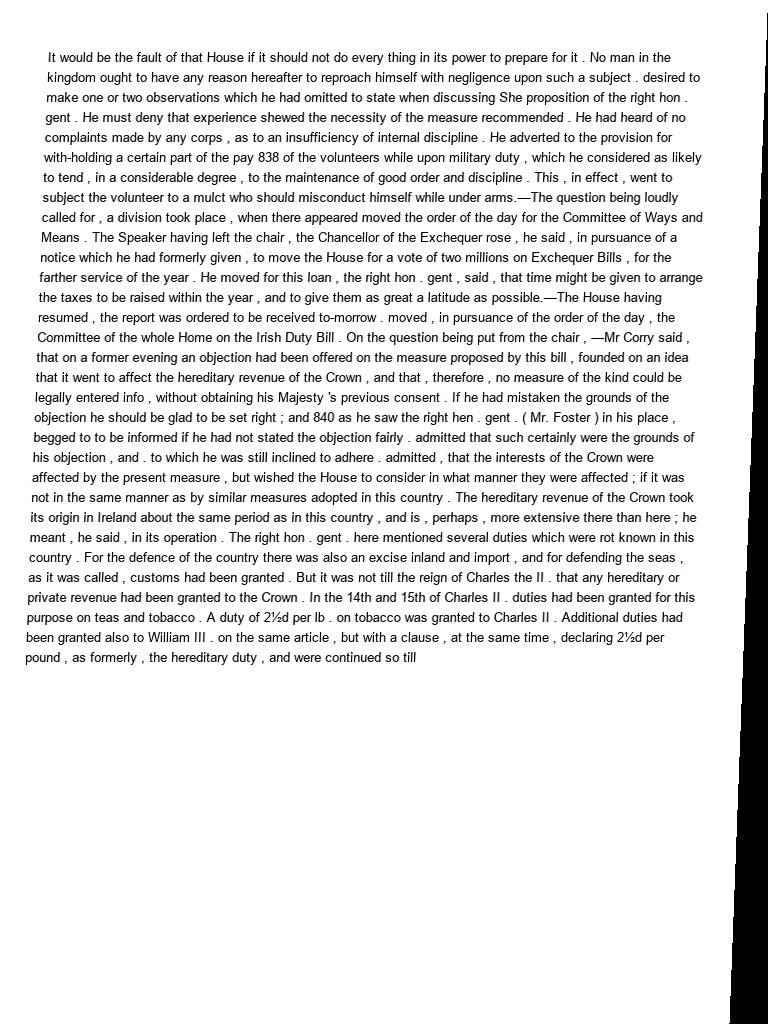 It would be the fault of that House if it should not do every thing in its power to prepare for it . No man in the
kingdom ought to have any reason hereafter to reproach himself with negligence upon such a subject . desired to
make one or two observations which he had omitted to state when discussing She proposition of the right hon .
gent . He must deny that experience shewed the necessity of the measure recommended . He had heard of no
complaints made by any corps , as to an insufficiency of internal discipline . He adverted to the provision for
with-holding a certain part of the pay 838 of the volunteers while upon military duty , which he considered as likely
to tend , in a considerable degree , to the maintenance of good order and discipline . This , in effect , went to
subject the volunteer to a mulct who should misconduct himself while under arms.—The question being loudly
called for , a division took place , when there appeared moved the order of the day for the Committee of Ways and
Means . The Speaker having left the chair , the Chancellor of the Exchequer rose , he said , in pursuance of a
notice which he had formerly given , to move the House for a vote of two millions on Exchequer Bills , for the
farther service of the year . He moved for this loan , the right hon . gent , said , that time might be given to arrange
the taxes to be raised within the year , and to give them as great a latitude as possible.—The House having
resumed , the report was ordered to be received to-morrow . moved , in pursuance of the order of the day , the
Committee of the whole Home on the Irish Duty Bill . On the question being put from the chair , —Mr Corry said ,
that on a former evening an objection had been offered on the measure proposed by this bill , founded on an idea
that it went to affect the hereditary revenue of the Crown , and that , therefore , no measure of the kind could be
legally entered info , without obtaining his Majesty 's previous consent . If he had mistaken the grounds of the
objection he should be glad to be set right ; and 840 as he saw the right hen . gent . ( Mr. Foster ) in his place ,
begged to to be informed if he had not stated the objection fairly . admitted that such certainly were the grounds of
his objection , and . to which he was still inclined to adhere . admitted , that the interests of the Crown were
affected by the present measure , but wished the House to consider in what manner they were affected ; if it was
not in the same manner as by similar measures adopted in this country . The hereditary revenue of the Crown took
its origin in Ireland about the same period as in this country , and is , perhaps , more extensive there than here ; he
meant , he said , in its operation . The right hon . gent . here mentioned several duties which were rot known in this
country . For the defence of the country there was also an excise inland and import , and for defending the seas ,
as it was called , customs had been granted . But it was not till the reign of Charles the II . that any hereditary or
private revenue had been granted to the Crown . In the 14th and 15th of Charles II . duties had been granted for this
purpose on teas and tobacco . A duty of 2½d per lb . on tobacco was granted to Charles II . Additional duties had
been granted also to William III . on the same article , but with a clause , at the same time , declaring 2½d per
pound , as formerly , the hereditary duty , and were continued so till